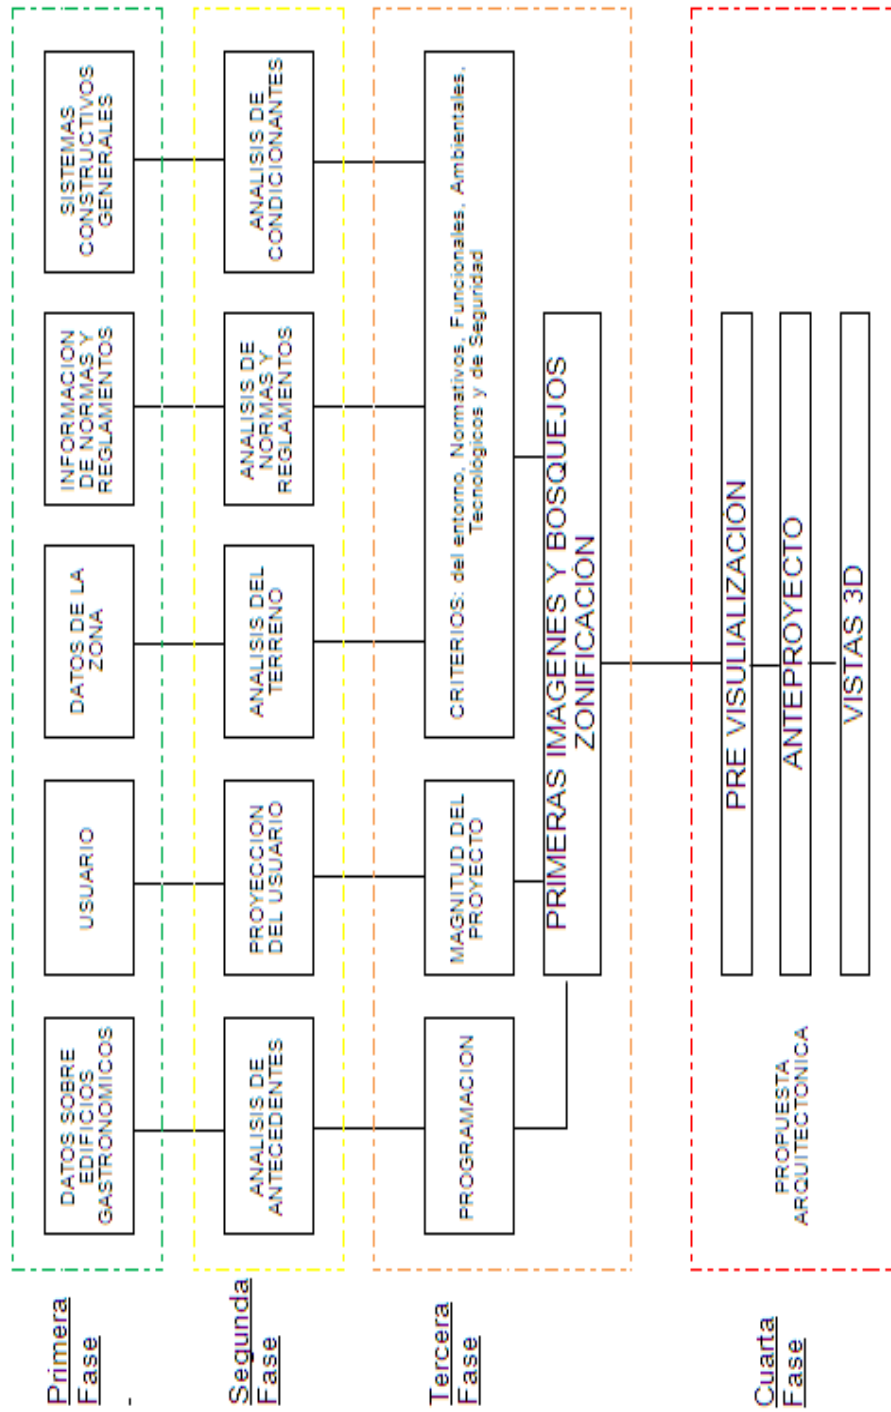 Primera
Fase
-
DATOS SOBRE
EDIFICIOS
GASTRONOMICOS
USUARIO
DATOS DE LA
ZONA
INFORMACION
DE NORMAS Y
REGLAMENTOS
SISTEMAS
CONSTRUCTIVOS
GENERALES
Segunda
Fase
ANALISIS DE
ANTECEDENTES
PROYECCION
DEL USUARIO
ANALISIS DEL
TERRENO
ANALISIS DE
NORMAS Y
REGLAMENTOS
ANALISIS DE
CONDICIONANTES
Tercera
Fase
PROGRAMACION
MAGNITUD DEL
PROYECTO
CRITERIOS: del entorno, Normativos, Funcionales, Ambientales,
Tecnológicos y de Seguridad
PRIMERAS IMAGENES Y BOSQUEJOS
ZONIFICACIÓN
Cuarta
Fase
PROPUESTA
ARQUITECTONICA
PRE VISULIALIZACIÓN
ANTEPROYECTO
VISTAS 3D